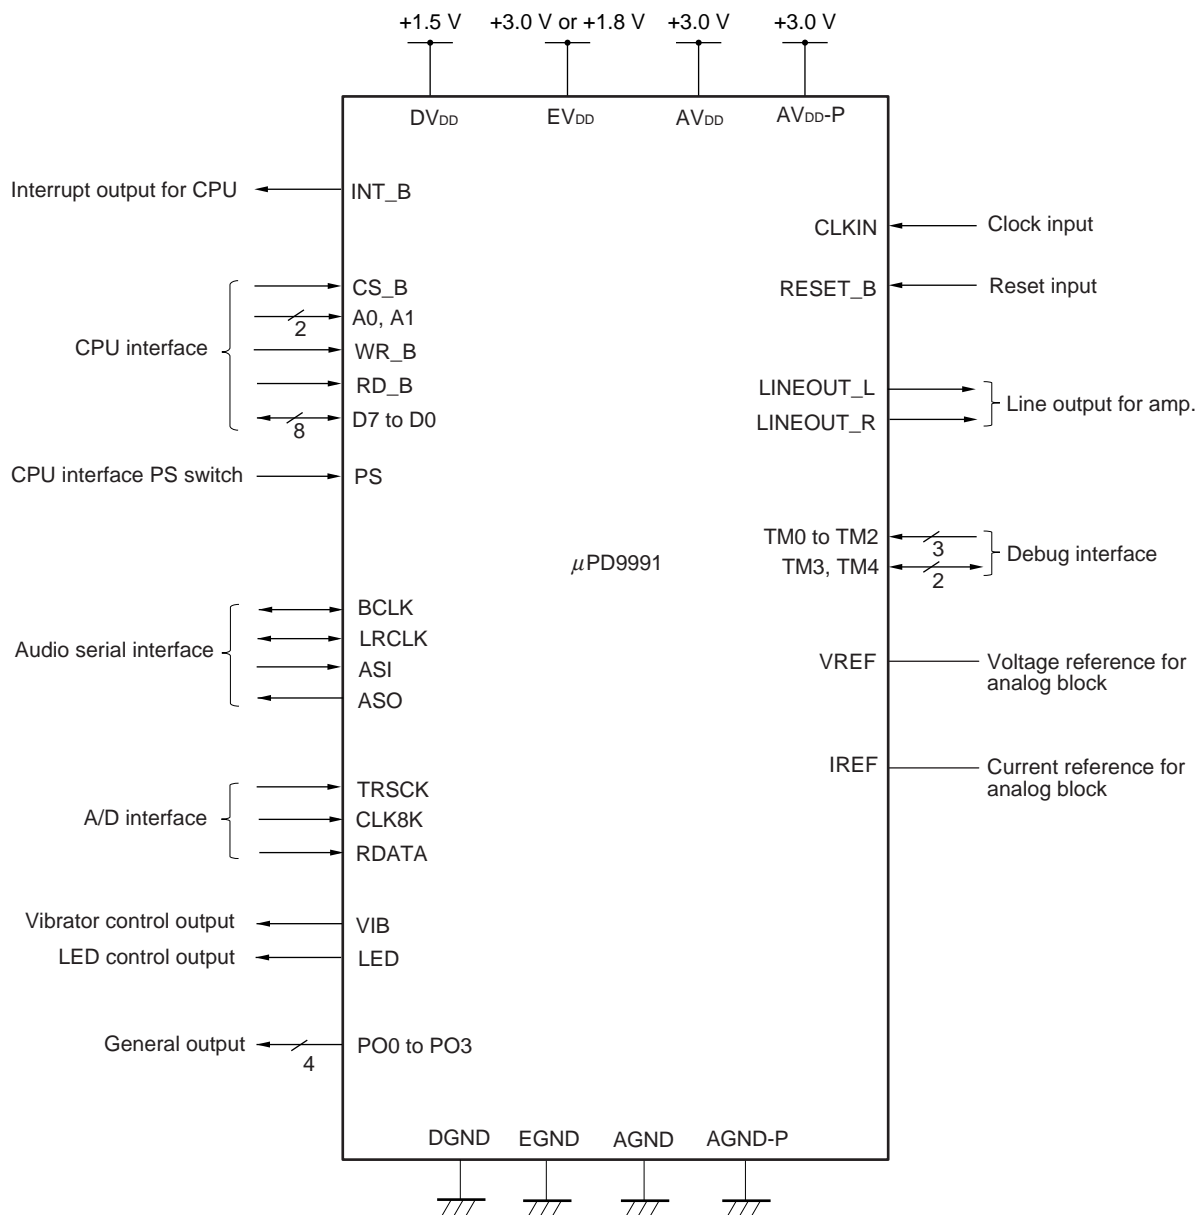 +1.5 V
+3.0 V or +1.8 V
+3.0 V
+3.0 V
DVDD
EVDD
AVDD
AVDD-P
Interrupt output for CPU
INT_B
CLKIN
Clock input
CS_B
RESET_B
Reset input
2
A0, A1
CPU interface
WR_B
RD_B
LINEOUT_L
Line output for amp.
8
D7 to D0
LINEOUT_R
CPU interface PS switch
PS
TM0 to TM2
3
Debug interface
μPD9991
TM3, TM4
2
BCLK
LRCLK
Audio serial interface
ASI
ASO
VREF
Voltage reference for
analog block
IREF
Current reference for
analog block
TRSCK
A/D interface
CLK8K
RDATA
Vibrator control output
VIB
LED control output
LED
General output
4
PO0 to PO3
DGND
EGND
AGND
AGND-P